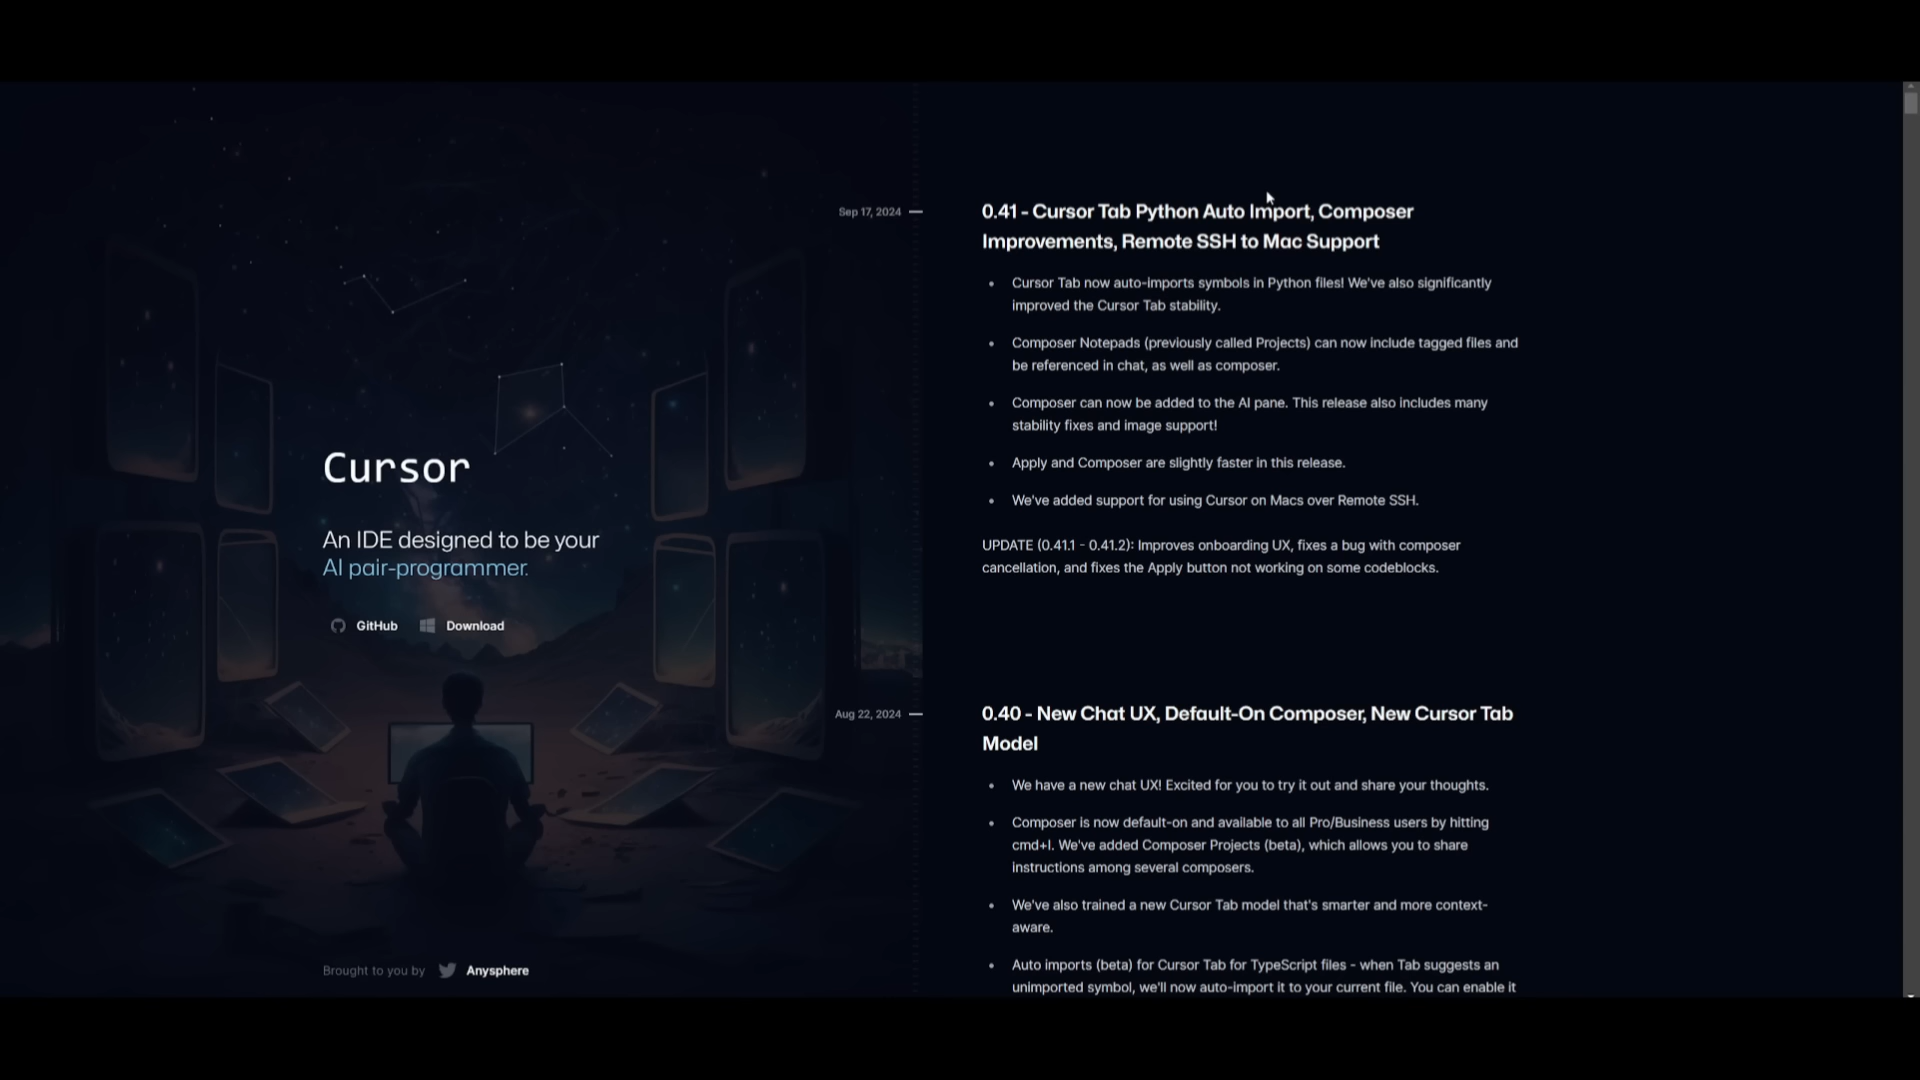 Cursor
An IDE designed to be your
AI pair-programmer.
GitHub
Download
Brought to you by
Anysphere
Sep 17, 2024
0.41 - Cursor Tab Python Auto Import, Composer
Improvements, Remote SSH to Mac Support
• Cursor Tab now auto-imports symbols in Python files! We've also significantly
improved the Cursor Tab stability.
• Composer Notepads (previously called Projects) can now include tagged files and
be referenced in chat, as well as composer.
• Composer can now be added to the AI pane. This release also includes many
stability fixes and image support!
• Apply and Composer are slightly faster in this release.
• We've added support for using Cursor on Macs over Remote SSH.
UPDATE (0.41.1 - 0.41.2): Improves onboarding UX, fixes a bug with composer
cancellation, and fixes the Apply button not working on some codeblocks.
Aug 22, 2024
0.40 - New Chat UX, Default-On Composer, New Cursor Tab
Model
• We have a new chat UX! Excited for you to try it out and share your thoughts.
• Composer is now default-on and available to all Pro/Business users by hitting
cmd+I. We've added Composer Projects (beta), which allows you to share
instructions among several composers.
• We've also trained a new Cursor Tab model that's smarter and more context-
aware.
• Auto imports (beta) for Cursor Tab for TypeScript files - when Tab suggests an
unimported symbol, we'll now auto-import it to your current file. You can enable it